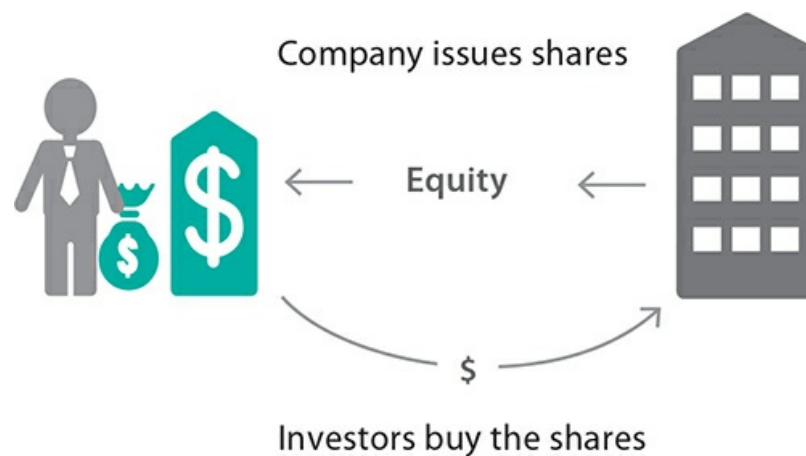 Company issues shares
Equity
$
$
$
Investors buy the shares